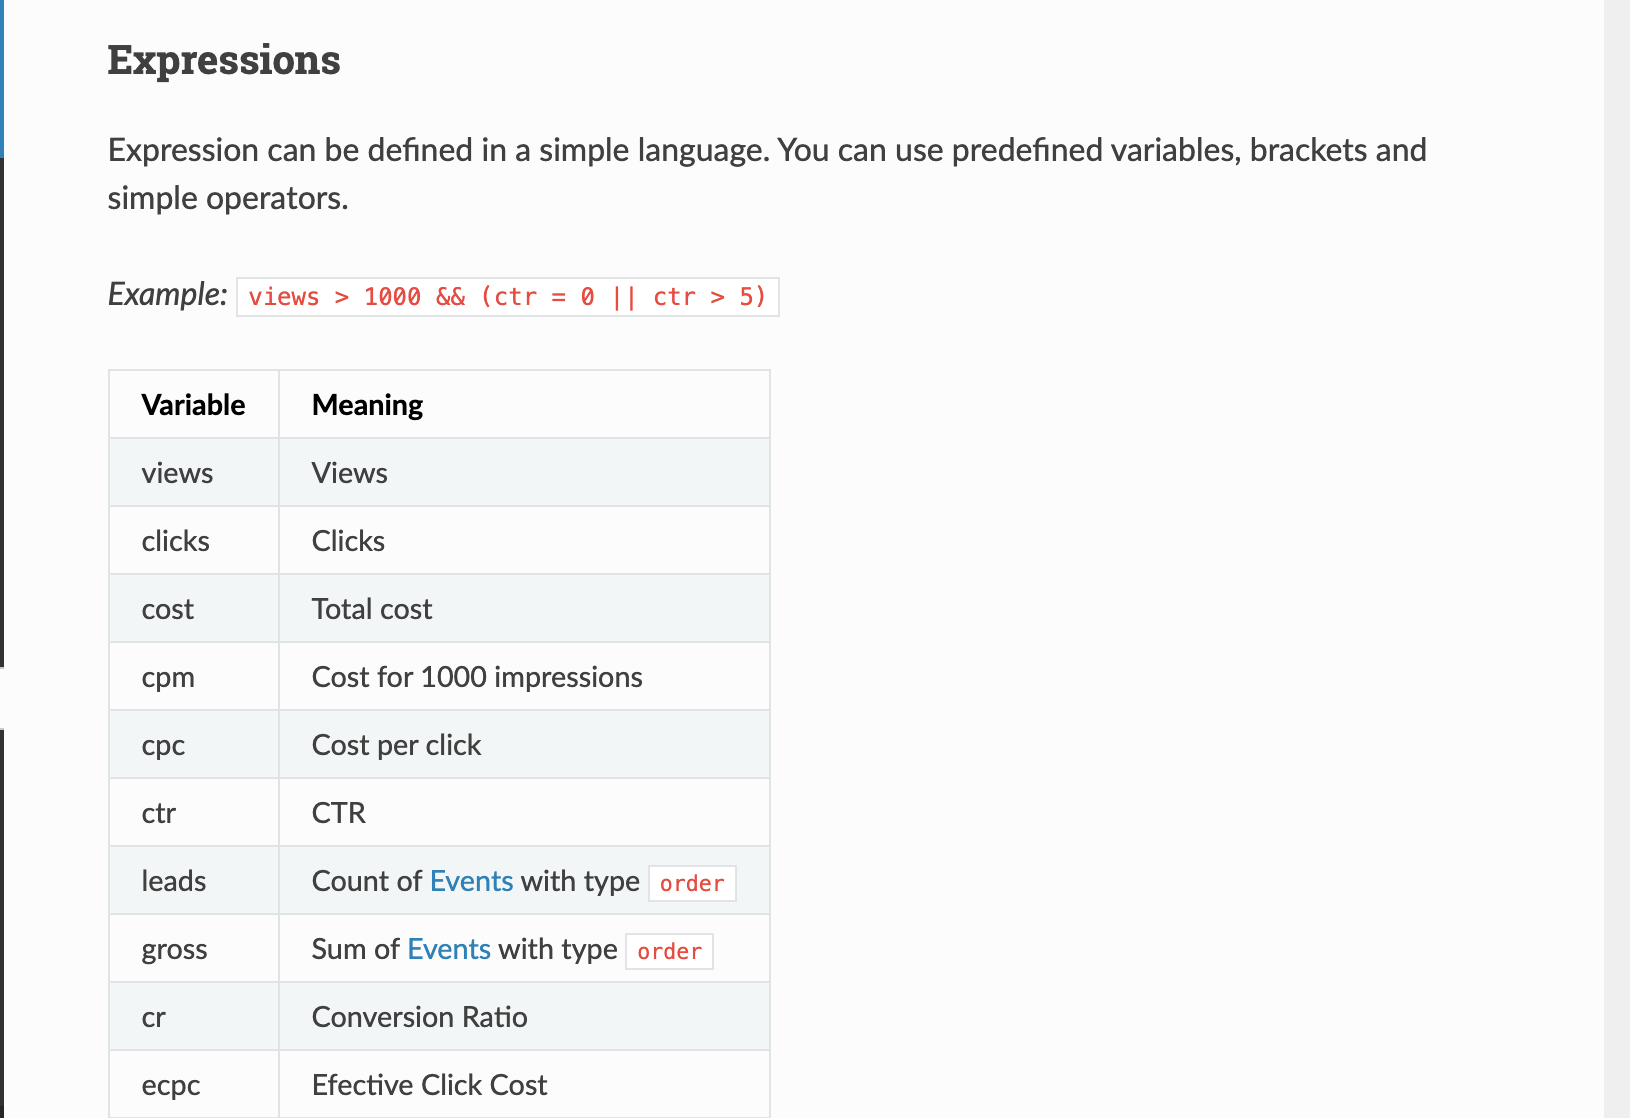 Expressions
Expression can be defined in a simple language. You can use predefined variables, brackets and
simple operators.
Example: views > 1000 && (ctr = 0 || ctr > 5)
Variable Meaning
views Views
clicks Clicks
cost Total cost
cpm Cost for 1000 impressions
cpc Cost per click
ctr CTR
leads Count of Events with type order
gross Sum of Events with type order
cr Conversion Ratio
ecpc Efective Click Cost